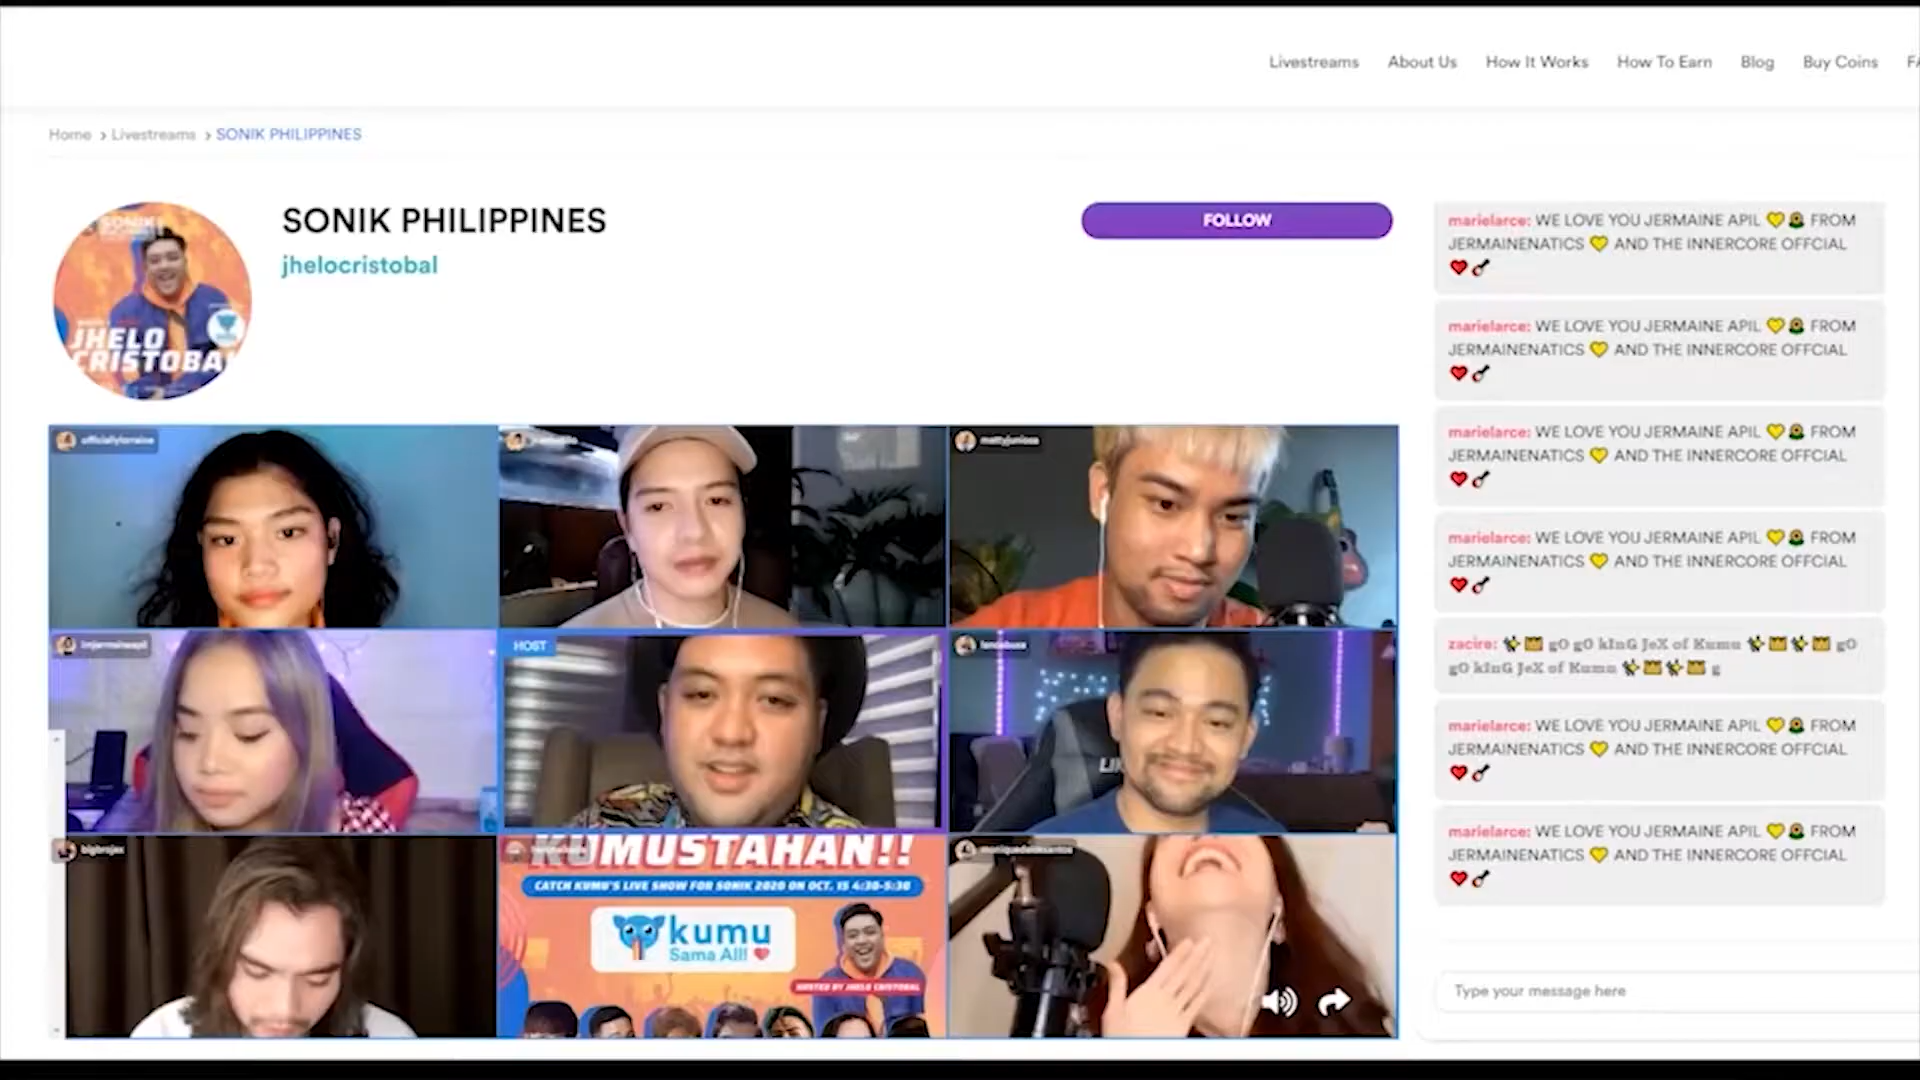 Livestreams About Us How It Works How To Earn Blog Buy Coins
Home > Livestreams > SONIK PHILIPPINES
SONIK PHILIPPINES
FOLLOW
jhelocristobal
SONIK
JHELO
CRISTOBAL
officiallylorraine
mattyjuniosa
imjermaineapil
HOST
bigbrojex
KUMUSTAHAN!!
CATCH KUMU'S LIVE SHOW FOR SONIK 2020 ON OCT. 15 4:30-5:30
kumu
Sama All! ❤
HOSTED BY JHELO CRISTOBAL
marielarce: WE LOVE YOU JERMAINE APIL 💛🌻 FROM
JERMAINENATICS 💛 AND THE INNERCORE OFFCIAL
❤️🎸
marielarce: WE LOVE YOU JERMAINE APIL 💛🌻 FROM
JERMAINENATICS 💛 AND THE INNERCORE OFFCIAL
❤️🎸
marielarce: WE LOVE YOU JERMAINE APIL 💛🌻 FROM
JERMAINENATICS 💛 AND THE INNERCORE OFFCIAL
❤️🎸
marielarce: WE LOVE YOU JERMAINE APIL 💛🌻 FROM
JERMAINENATICS 💛 AND THE INNERCORE OFFCIAL
❤️🎸
zaciro: ✨👑 gO gO kInG JeX of Kumu ✨👑✨👑 gO
gO kInG JeX of Kumu ✨👑✨👑 g
marielarce: WE LOVE YOU JERMAINE APIL 💛🌻 FROM
JERMAINENATICS 💛 AND THE INNERCORE OFFCIAL
❤️🎸
marielarce: WE LOVE YOU JERMAINE APIL 💛🌻 FROM
JERMAINENATICS 💛 AND THE INNERCORE OFFCIAL
❤️🎸
Type your message here